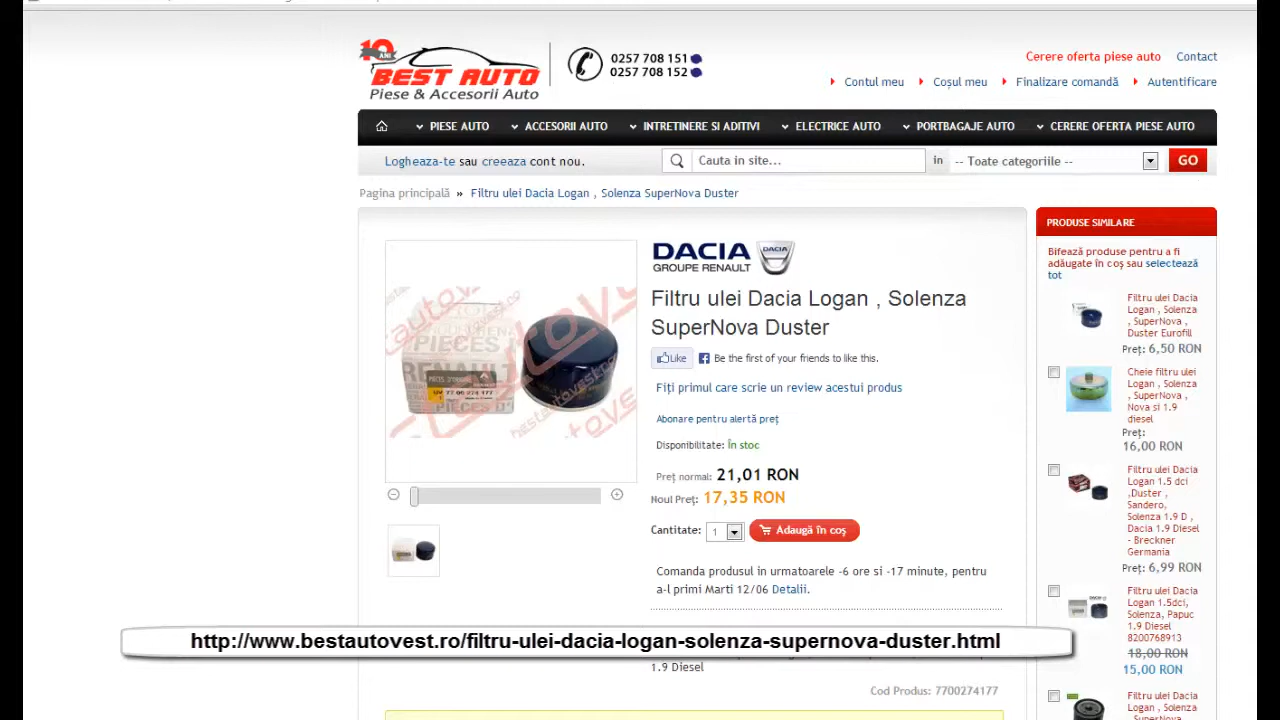 10 ANI
BEST AUTO
Piese & Accesorii Auto
0257 708 151
0257 708 152
Cerere oferta piese auto Contact
Contul meu Coșul meu Finalizare comandă Autentificare
PIESE AUTO ACCESORII AUTO INTRETINERE SI ADITIVI ELECTRICE AUTO PORTBAGAJE AUTO CERERE OFERTA PIESE AUTO
Logheaza-te sau creeaza cont nou.
Cauta in site... in -- Toate categoriile -- GO
Pagina principală » Filtru ulei Dacia Logan , Solenza SuperNova Duster
DACIA
GROUPE RENAULT
DACIA
Filtru ulei Dacia Logan , Solenza
SuperNova Duster
Like Be the first of your friends to like this.
Fiți primul care scrie un review acestui produs
Abonare pentru alertă preț
Disponibilitate: În stoc
Preț normal: 21,01 RON
Noul Preț: 17,35 RON
Cantitate: 1 Adaugă în coș
Comanda produsul in urmatoarele -6 ore si -17 minute, pentru
a-l primi Marti 12/06 Detalii.
http://www.bestautovest.ro/filtru-ulei-dacia-logan-solenza-supernova-duster.html
1.9 Diesel
Cod Produs: 7700274177
PRODUSE SIMILARE
Bifează produse pentru a fi
adăugate în coş sau selectează
tot
Filtru ulei Dacia
Logan , Solenza
, SuperNova ,
Duster Eurofill
Preţ: 6,50 RON
Cheie filtru ulei
Logan , Solenza
, SuperNova ,
Nova si 1.9
diesel
Preţ:
16,00 RON
Filtru ulei Dacia
Logan 1.5 dci
,Duster ,
Sandero,
Solenza 1.9 D ,
Dacia 1.9 Diesel
- Breckner
Germania
Preţ: 6,99 RON
Filtru ulei Dacia
Logan 1.5dci,
Solenza, Papuc
1.9 Diesel
8200768913
18,00 RON
15,00 RON
Filtru ulei Dacia
Logan , Solenza